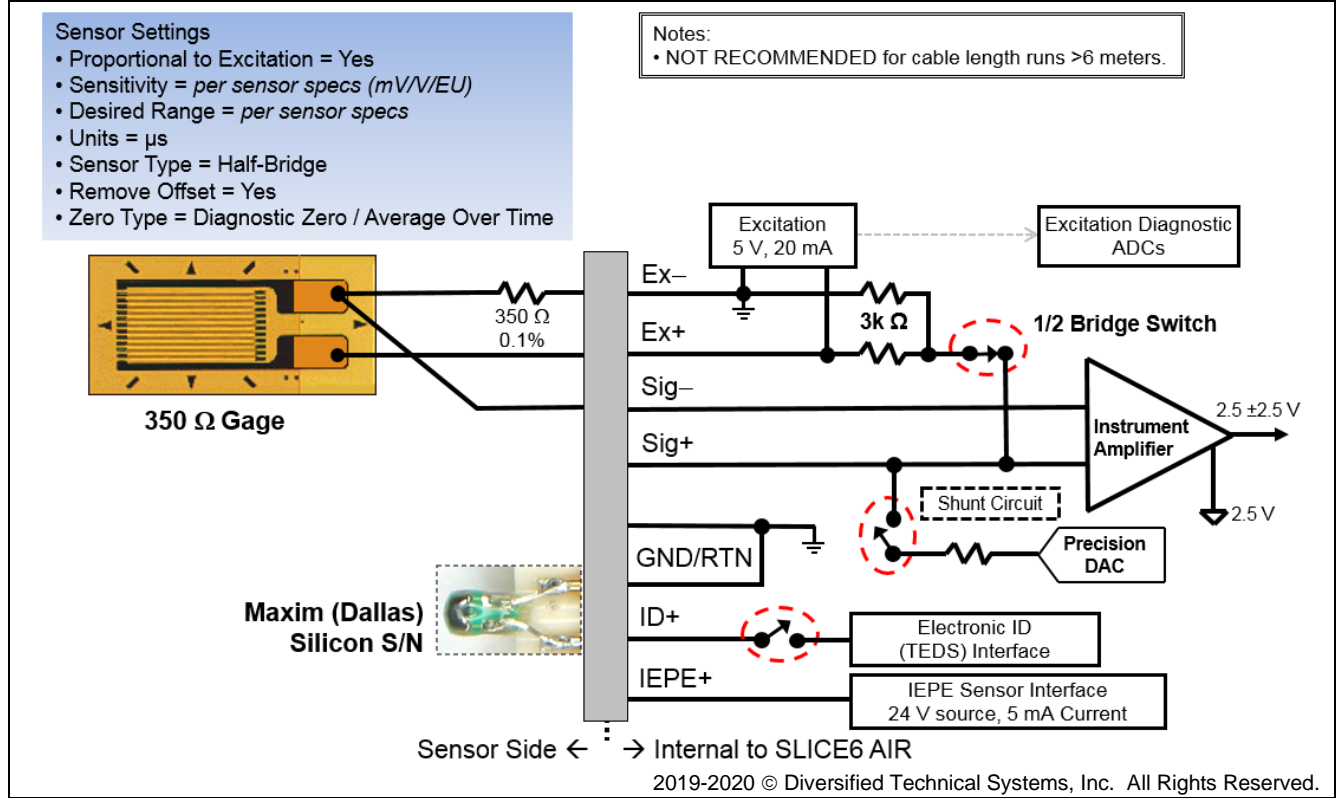 Sensor Settings
• Proportional to Excitation = Yes
• Sensitivity = per sensor specs (mV/V/EU)
• Desired Range = per sensor specs
• Units = µs
• Sensor Type = Half-Bridge
• Remove Offset = Yes
• Zero Type = Diagnostic Zero / Average Over Time
Notes:
• NOT RECOMMENDED for cable length runs >6 meters.
Excitation
5 V, 20 mA
Excitation Diagnostic
ADCs
Ex–
350 Ω
0.1%
3k Ω
1/2 Bridge Switch
Ex+
Sig–
350 Ω Gage
2.5 ±2.5 V
Instrument
Amplifier
Sig+
Shunt Circuit
2.5 V
GND/RTN
Precision
DAC
Maxim (Dallas)
Silicon S/N
ID+
Electronic ID
(TEDS) Interface
IEPE+
IEPE Sensor Interface
24 V source, 5 mA Current
Sensor Side ← → Internal to SLICE6 AIR
2019-2020 © Diversified Technical Systems, Inc. All Rights Reserved.